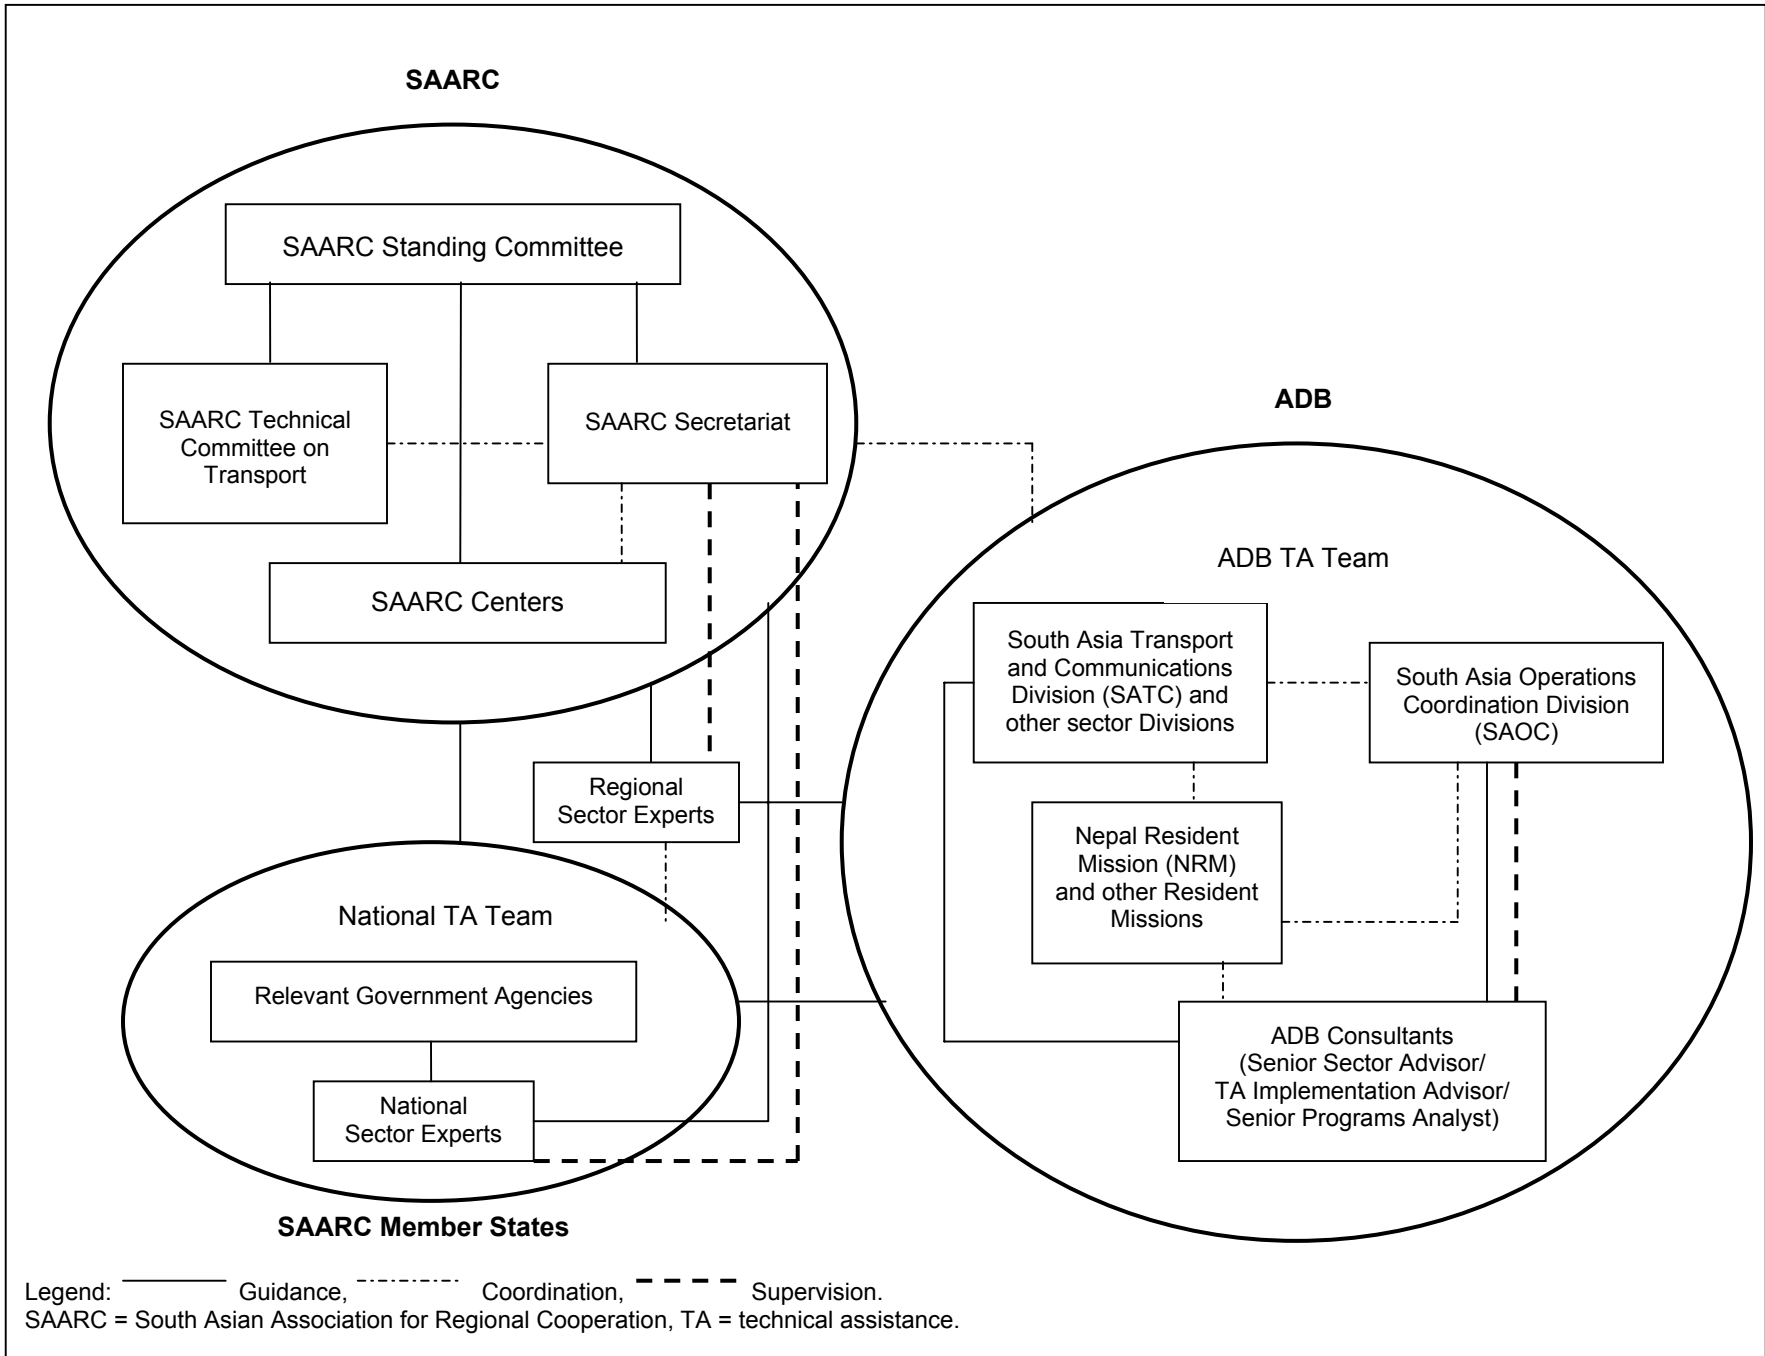 SAARC
SAARC Standing Committee
SAARC Technical
Committee on
Transport
SAARC Secretariat
SAARC Centers
ADB
ADB TA Team
South Asia Transport
and Communications
Division (SATC) and
other sector Divisions
South Asia Operations
Coordination Division
(SAOC)
Regional
Sector Experts
Nepal Resident
Mission (NRM)
and other Resident
Missions
National TA Team
Relevant Government Agencies
National
Sector Experts
ADB Consultants
(Senior Sector Advisor/
TA Implementation Advisor/
Senior Programs Analyst)
SAARC Member States
Legend: Guidance, Coordination, Supervision.
SAARC = South Asian Association for Regional Cooperation, TA = technical assistance.